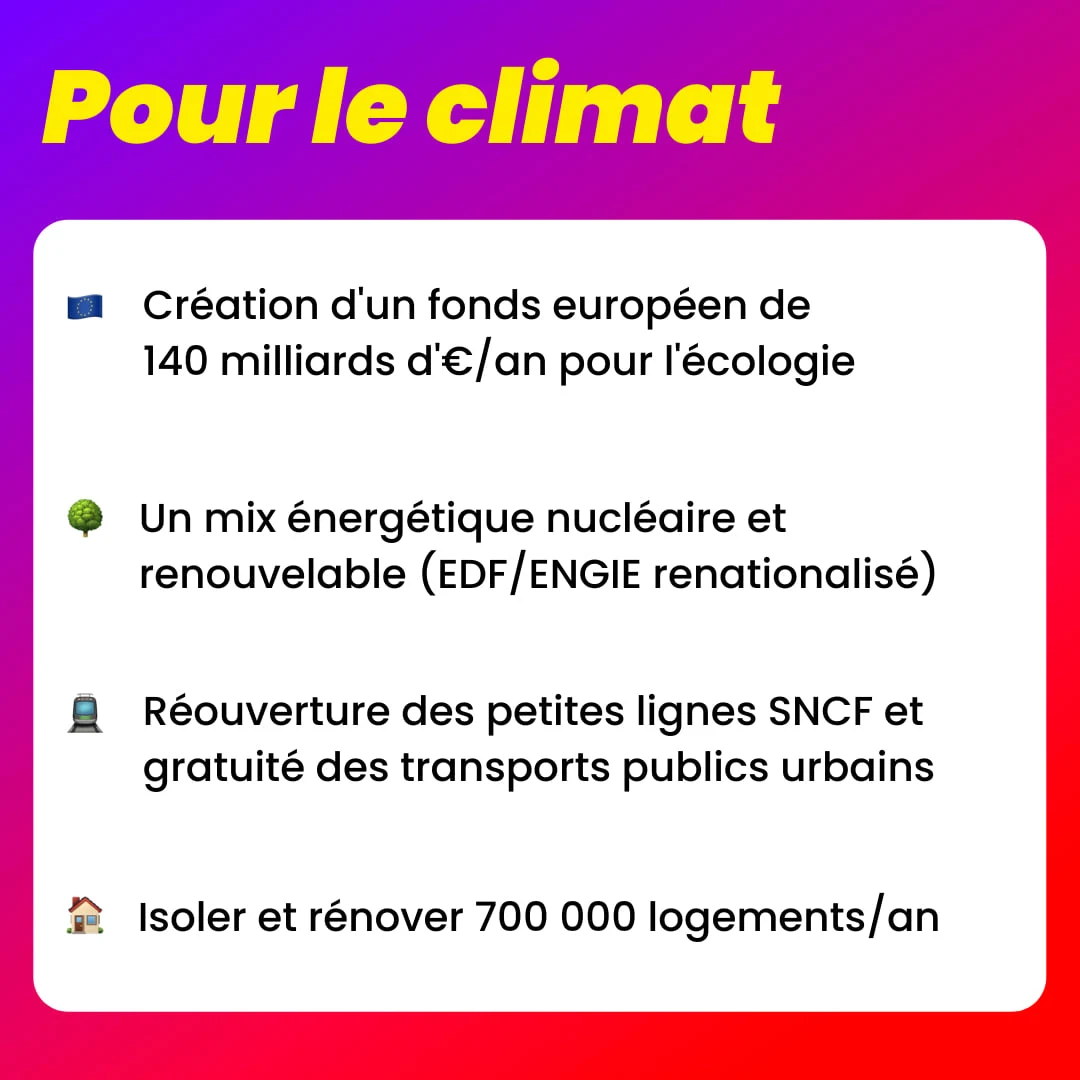 Pour le climat
Création d'un fonds européen de
140 milliards d'€/an pour l'écologie
Un mix énergétique nucléaire et
renouvelable (EDF/ENGIE renationalisé)
Réouverture des petites lignes SNCF et
gratuité des transports publics urbains
Isoler et rénover 700 000 logements/an